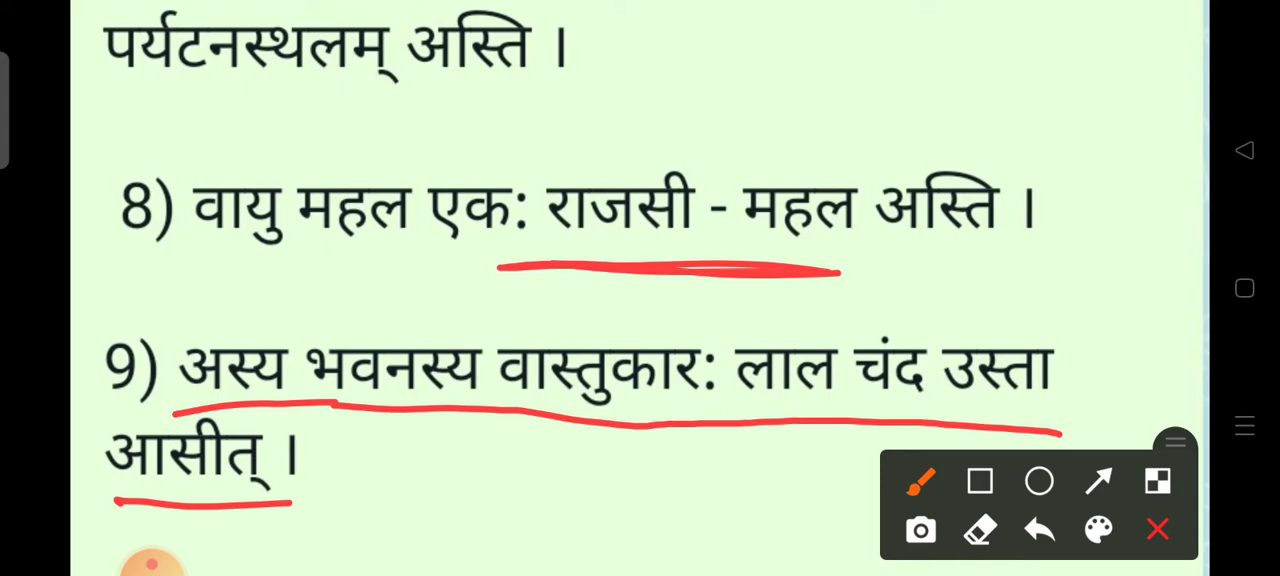 पर्यटनस्थलम् अस्ति ।
8) वायु महल एक: राजसी - महल अस्ति ।
9) अस्य भवनस्य वास्तुकार: लाल चंद उस्ता
आसीत् ।